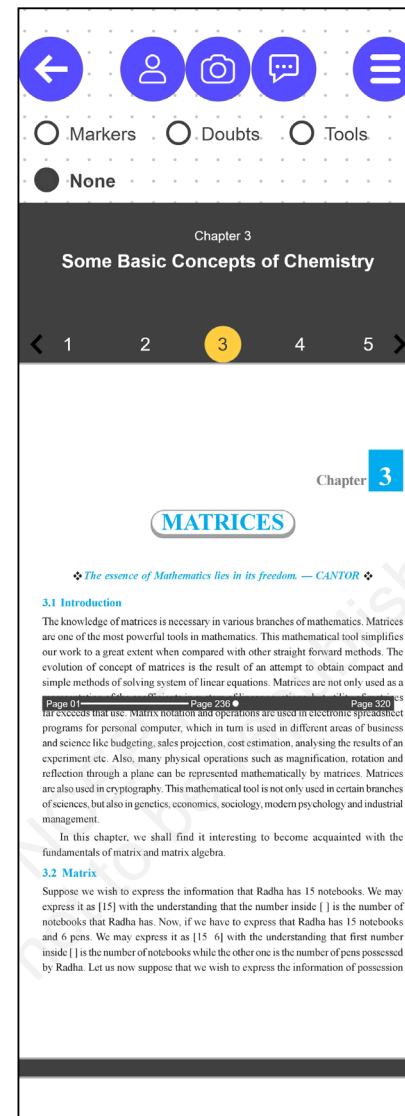 Markers Doubts Tools
None
Chapter 3
Some Basic Concepts of Chemistry
1 2 3 4 5
Chapter 3
MATRICES
❖ The essence of Mathematics lies in its freedom. — CANTOR ❖
3.1 Introduction
The knowledge of matrices is necessary in various branches of mathematics. Matrices
are one of the most powerful tools in mathematics. This mathematical tool simplifies
our work to a great extent when compared with other straight forward methods. The
evolution of concept of matrices is the result of an attempt to obtain compact and
simple methods of solving system of linear equations. Matrices are not only used as a
Page 01 Page 236 Page 320
far exceeds that use. Matrix notation and operations are used in electronic spreadsheet
programs for personal computer, which in turn is used in different areas of business
and science like budgeting, sales projection, cost estimation, analysing the results of an
experiment etc. Also, many physical operations such as magnification, rotation and
reflection through a plane can be represented mathematically by matrices. Matrices
are also used in cryptography. This mathematical tool is not only used in certain branches
of sciences, but also in genetics, economics, sociology, modern psychology and industrial
management.
In this chapter, we shall find it interesting to become acquainted with the
fundamentals of matrix and matrix algebra.
3.2 Matrix
Suppose we wish to express the information that Radha has 15 notebooks. We may
express it as [15] with the understanding that the number inside [ ] is the number of
notebooks that Radha has. Now, if we have to express that Radha has 15 notebooks
and 6 pens. We may express it as [15 6] with the understanding that first number
inside [ ] is the number of notebooks while the other one is the number of pens possessed
by Radha. Let us now suppose that we wish to express the information of possession